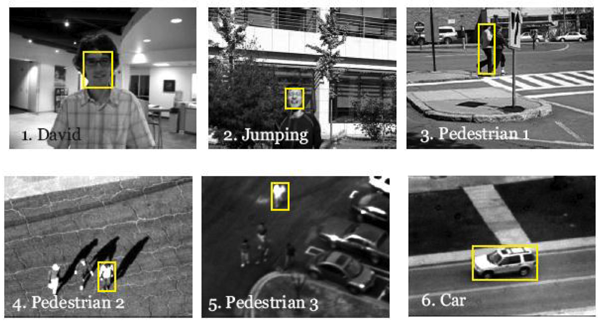 1. David
2. Jumping
3. Pedestrian 1
4. Pedestrian 2
5. Pedestrian 3
6. Car